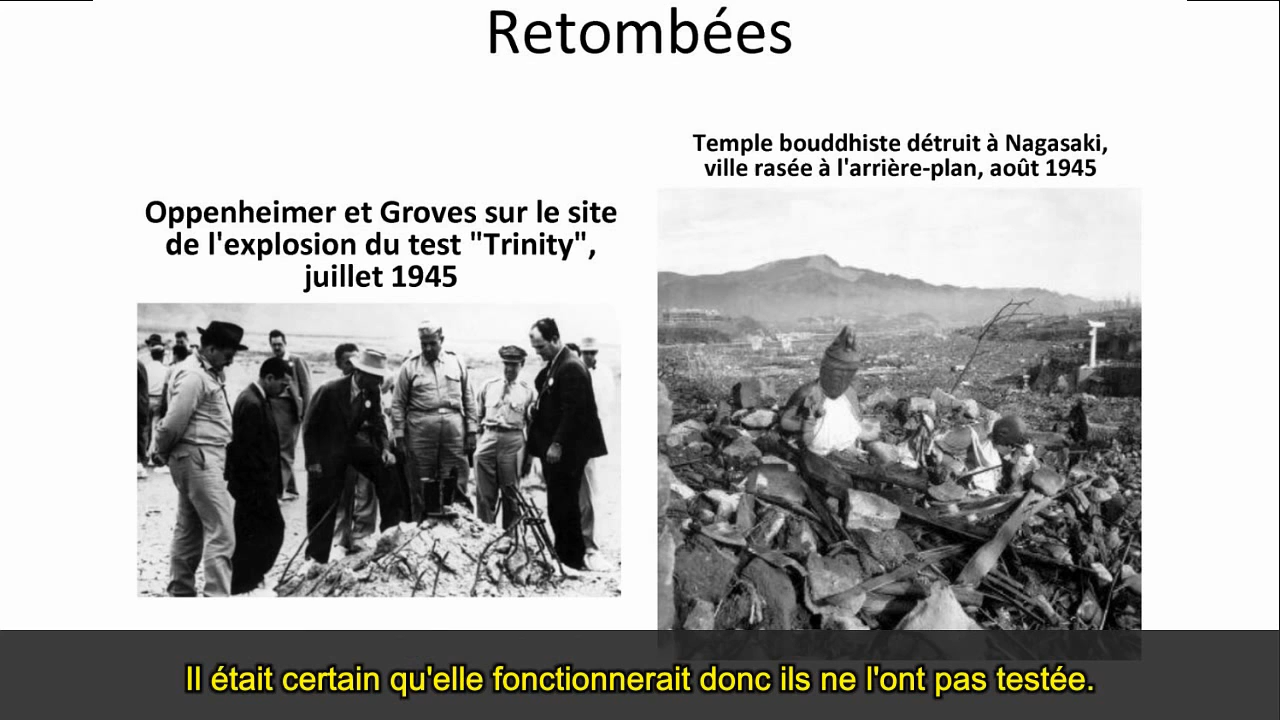 Retombées
Temple bouddhiste détruit à Nagasaki,
ville rasée à l'arrière-plan, août 1945
Oppenheimer et Groves sur le site
de l'explosion du test "Trinity",
juillet 1945
Il était certain qu'elle fonctionnerait donc ils ne l'ont pas testée.